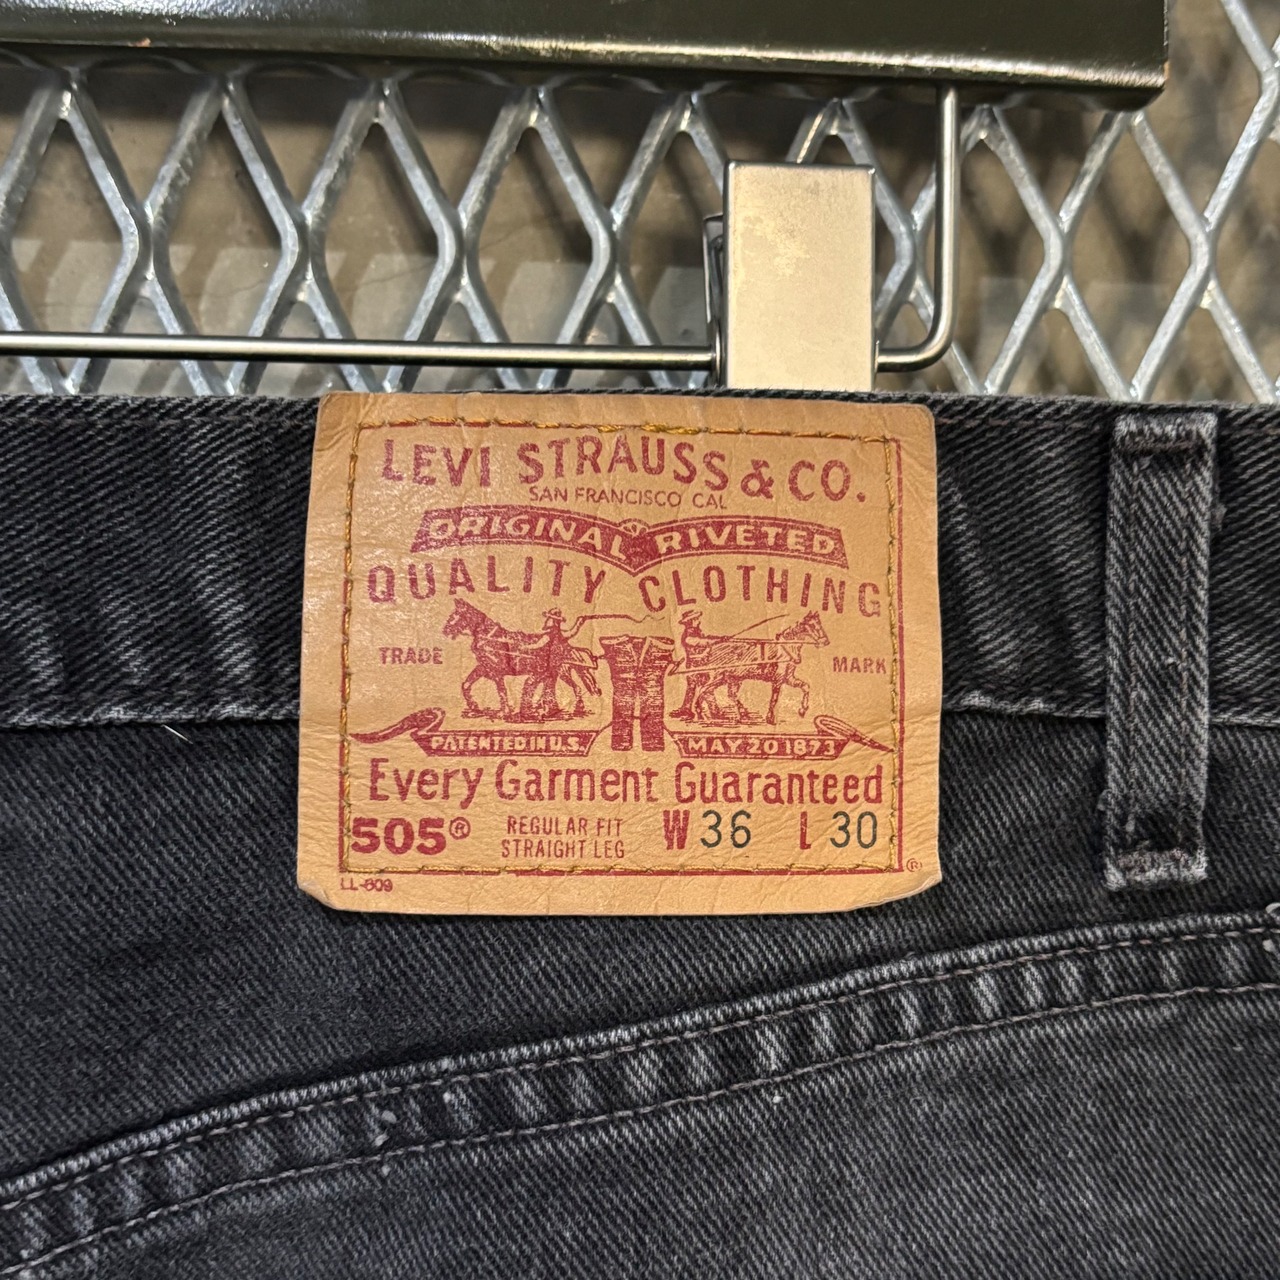 LEVI STRAUSS & CO.
SAN FRANCISCO CAL
ORIGINAL RIVETED
QUALITY CLOTHING
TRADE MARK
PATENTED IN U.S. MAY 20 1873
Every Garment Guaranteed
505® REGULAR FIT W 36 L 30
STRAIGHT LEG
®
LL-809